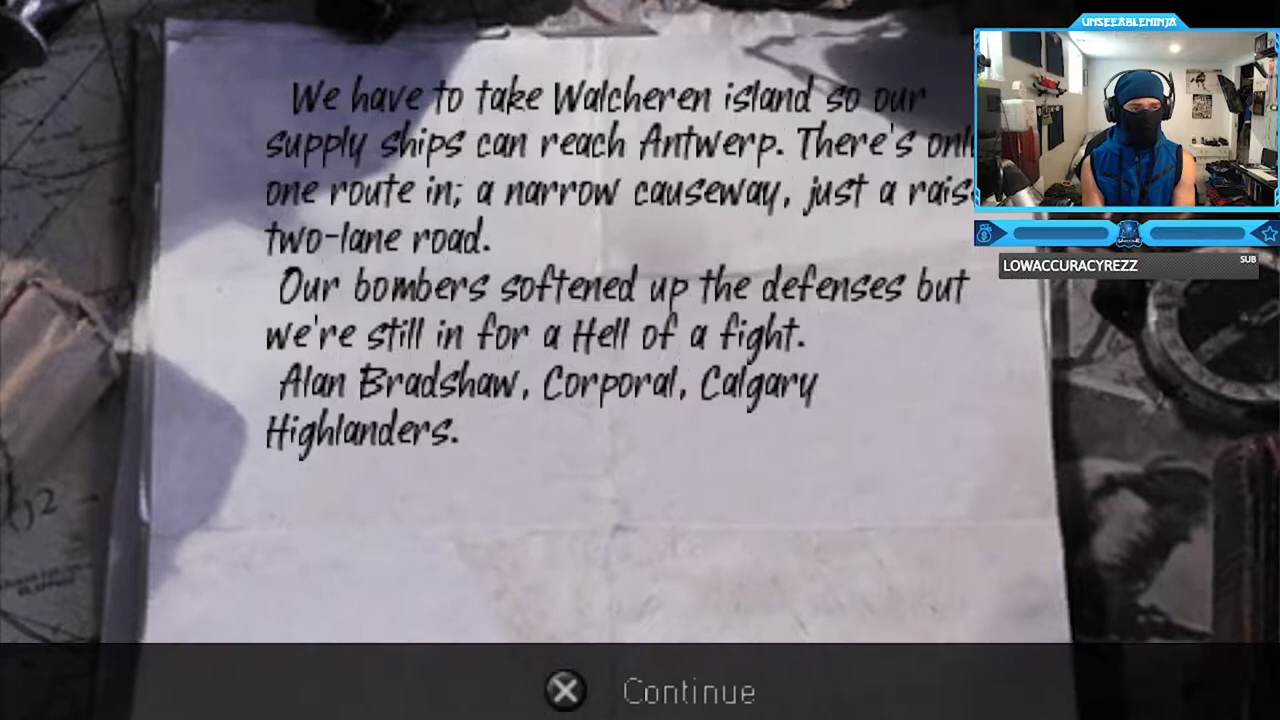 UNSEEABLENINJA
We have to take Walcheren island so our
supply ships can reach Antwerp. There's
one route in; a narrow causeway, just a
two-lane road.
Our bombers softened up the defenses but
we're still in for a Hell of a fight.
Alan Bradshaw, Corporal, Calgary
Highlanders.
LOWACCURACYREZZ
SUB
Continue